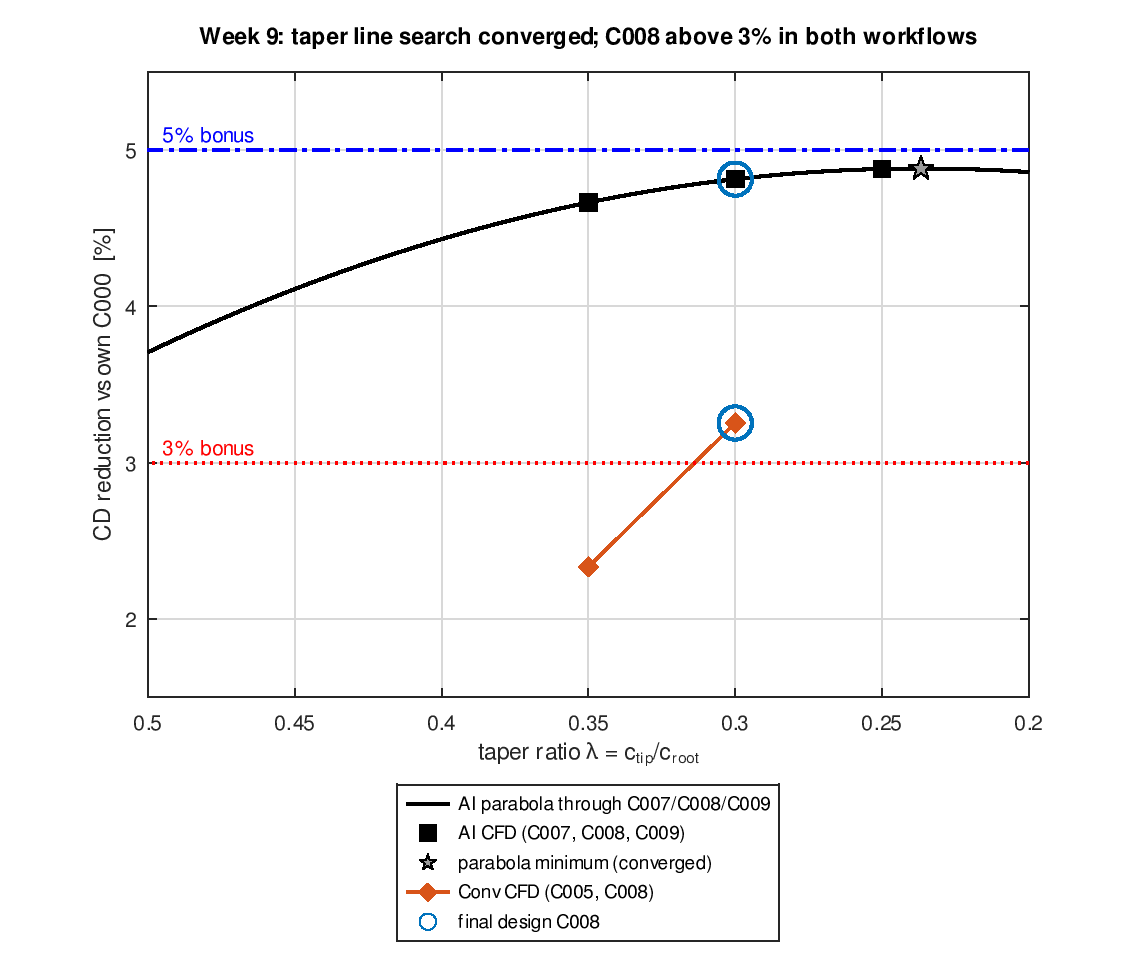 Week 9: taper line search converged; C008 above 3% in both workflows
CD reduction vs own C000 [%]
5
4
3
2
5% bonus
3% bonus
0.5 0.45 0.4 0.35 0.3 0.25 0.2
taper ratio λ = c_tip/c_root
AI parabola through C007/C008/C009
AI CFD (C007, C008, C009)
parabola minimum (converged)
Conv CFD (C005, C008)
final design C008